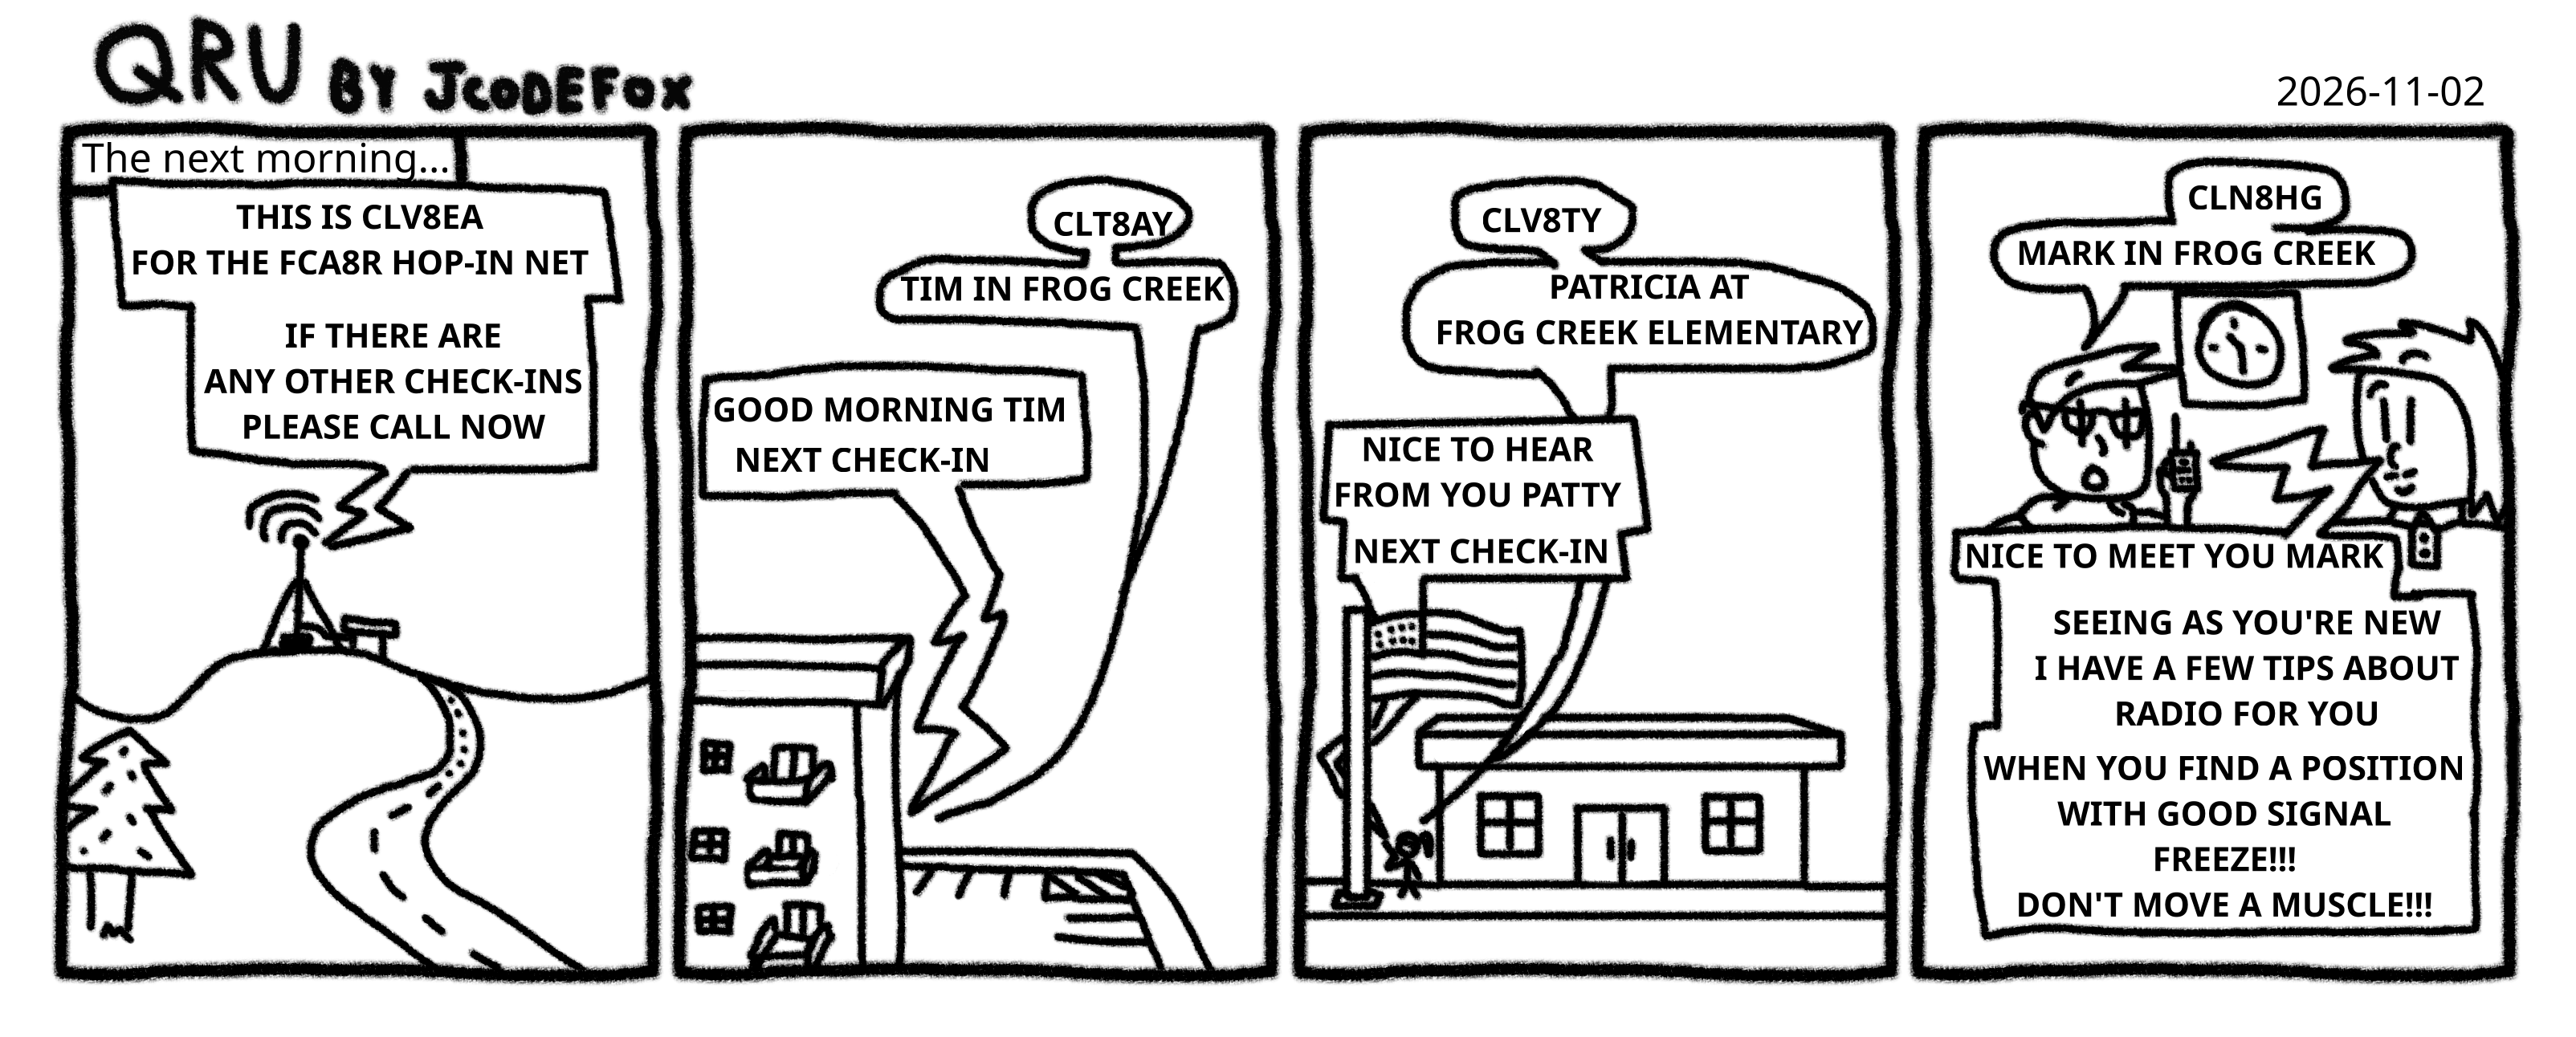 QRU BY JCODEFOX
2026-11-02
The next morning...
THIS IS CLV8EA
FOR THE FCA8R HOP-IN NET
IF THERE ARE
ANY OTHER CHECK-INS
PLEASE CALL NOW
CLT8AY
TIM IN FROG CREEK
GOOD MORNING TIM
NEXT CHECK-IN
CLV8TY
PATRICIA AT
FROG CREEK ELEMENTARY
NICE TO HEAR
FROM YOU PATTY
NEXT CHECK-IN
CLN8HG
MARK IN FROG CREEK
NICE TO MEET YOU MARK
SEEING AS YOU'RE NEW
I HAVE A FEW TIPS ABOUT
RADIO FOR YOU
WHEN YOU FIND A POSITION
WITH GOOD SIGNAL
FREEZE!!!
DON'T MOVE A MUSCLE!!!